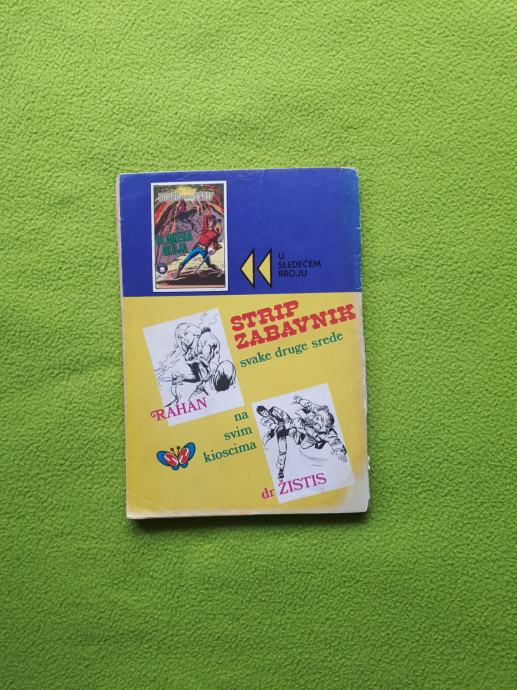 U
SLEDEĆEM
BROJU
STRIP
ZABAVNIK
svake druge srede
RAHAN
na
svim
kioscima
dr ŽISTIS